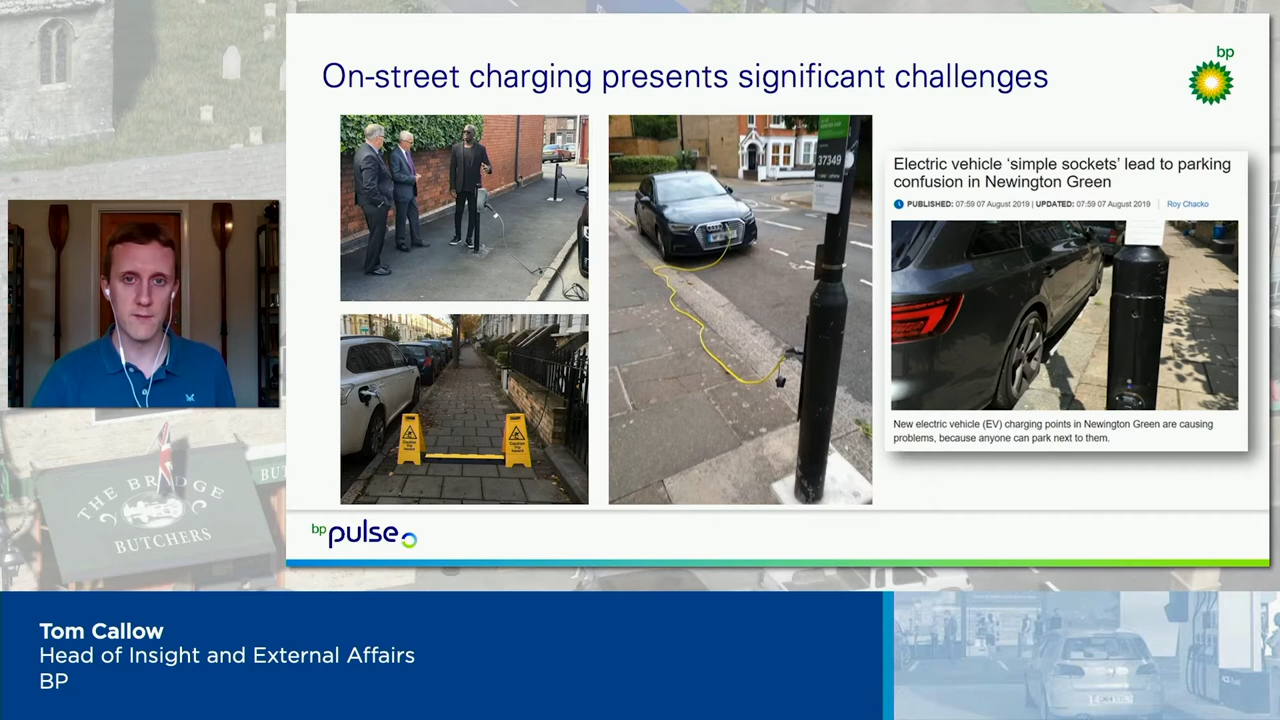 On-street charging presents significant challenges
bp
37349
Electric vehicle ‘simple sockets’ lead to parking
confusion in Newington Green
PUBLISHED: 07:59 07 August 2019 | UPDATED: 07:59 07 August 2019 | Roy Chacko
New electric vehicle (EV) charging points in Newington Green are causing
problems, because anyone can park next to them.
bp pulse
THE BRIDGE
BUTCHERS
Tom Callow
Head of Insight and External Affairs
BP